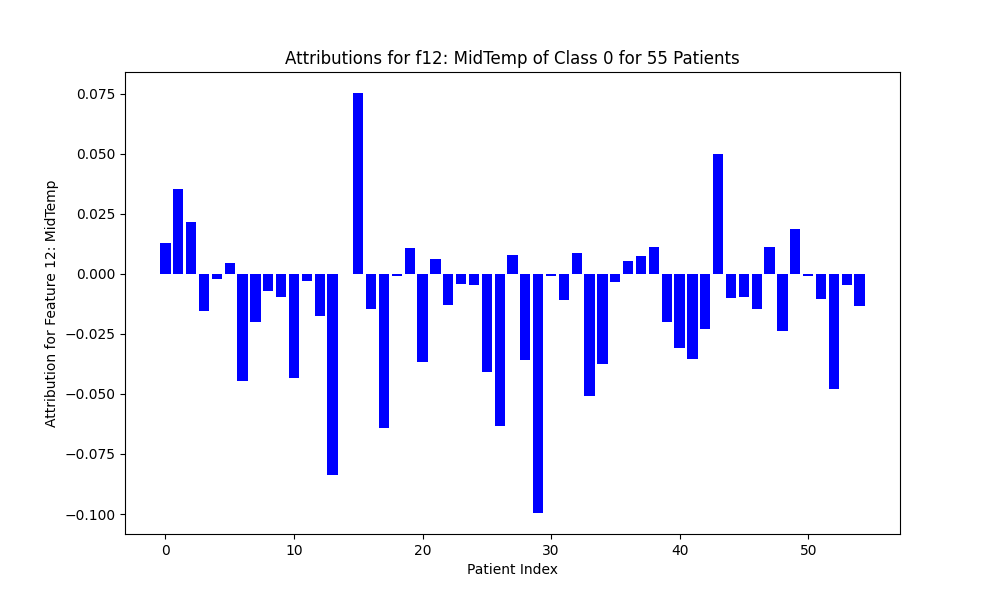 Attributions for f12: MidTemp of Class 0 for 55 Patients
Attribution for Feature 12: MidTemp
0.075
0.050
0.025
0.000
−0.025
−0.050
−0.075
−0.100
0 10 20 30 40 50
Patient Index